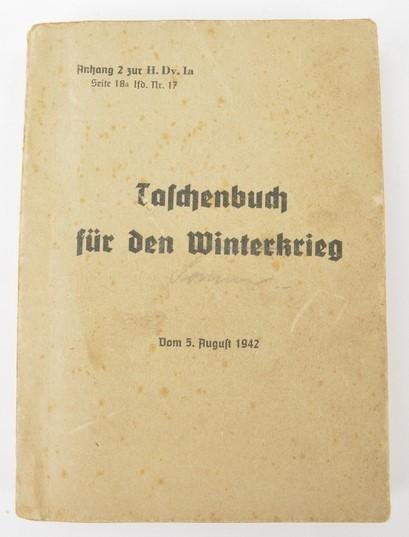 Anhang 2 zur H. Dv. 1a
Seite 18a lfd. Nr. 17
Taschenbuch
für den Winterkrieg
Vom 5. August 1942